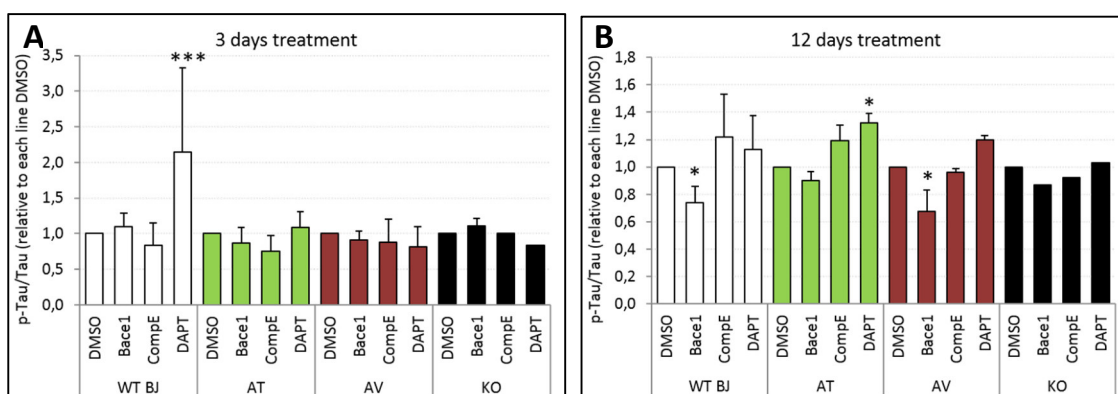 A
3 days treatment
p-Tau/Tau (relative to each line DMSO)
3,5
3,0
2,5
2,0
1,5
1,0
0,5
0,0
***
DMSO Bace1 CompE DAPT DMSO Bace1 CompE DAPT DMSO Bace1 CompE DAPT DMSO Bace1 CompE DAPT
WT BJ AT AV KO
B
12 days treatment
p-Tau/Tau (relative to each line DMSO)
1,8
1,6
1,4
1,2
1,0
0,8
0,6
0,4
0,2
0,0
* * *
DMSO Bace1 CompE DAPT DMSO Bace1 CompE DAPT DMSO Bace1 CompE DAPT DMSO Bace1 CompE DAPT
WT BJ AT AV KO